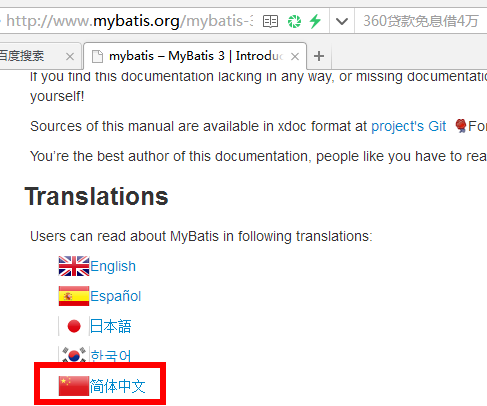 http://www.mybatis.org/mybatis-3
360贷款免息借4万
百度搜索
mybatis – MyBatis 3 | Introduc
If you find this documentation lacking in any way, or missing documentatio
yourself!
Sources of this manual are available in xdoc format at project's Git For
You're the best author of this documentation, people like you have to rea
Translations
Users can read about MyBatis in following translations:
English
Español
日本語
한국어
简体中文